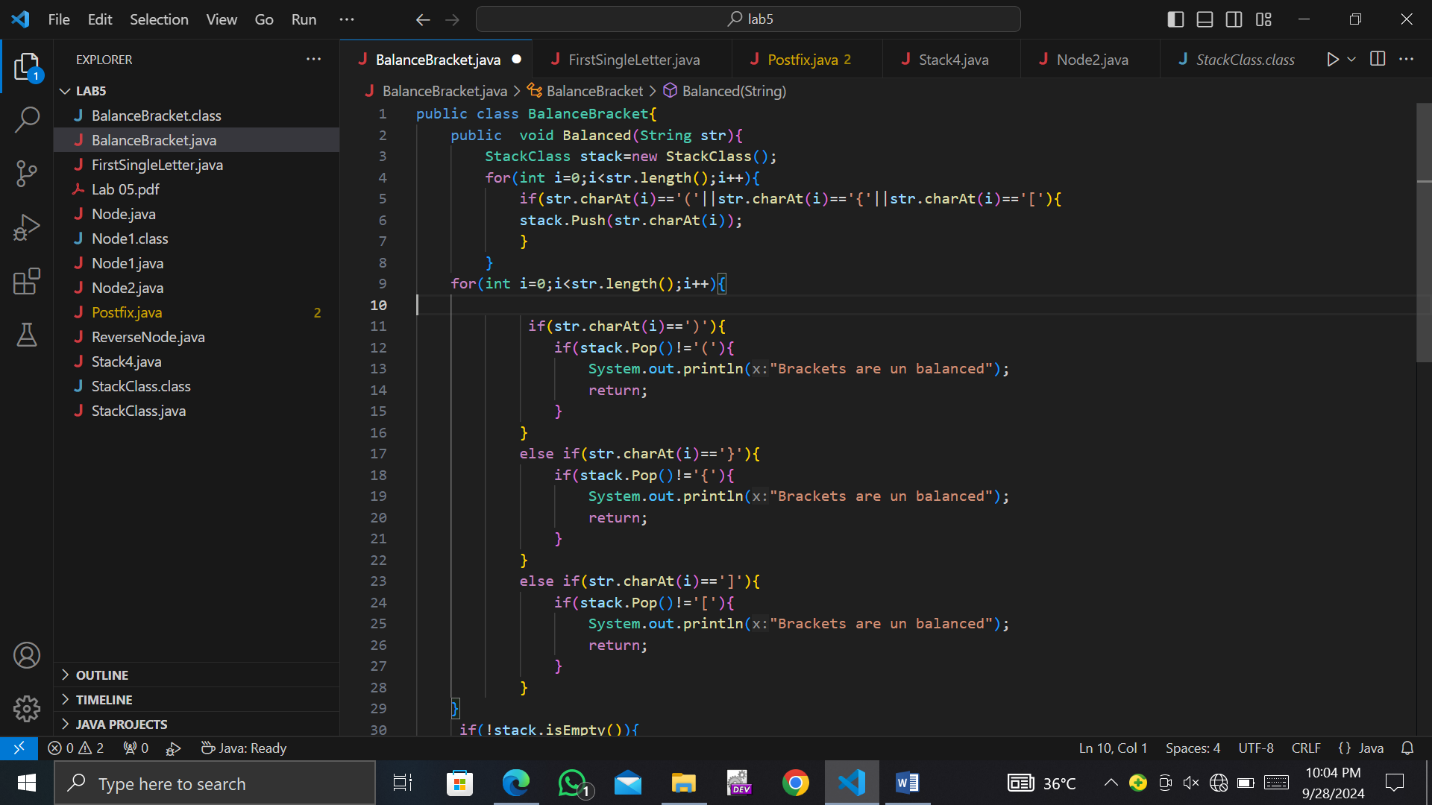 File Edit Selection View Go Run ··· lab5
EXPLORER ···
BalanceBracket.java FirstSingleLetter.java Postfix.java 2 Stack4.java Node2.java StackClass.class ···
1
LAB5
BalanceBracket.class
BalanceBracket.java
FirstSingleLetter.java
Lab 05.pdf
Node.java
Node1.class
Node1.java
Node2.java
Postfix.java 2
ReverseNode.java
Stack4.java
StackClass.class
StackClass.java
OUTLINE
TIMELINE
JAVA PROJECTS
BalanceBracket.java > BalanceBracket > Balanced(String)
1 public class BalanceBracket{
2 public  void Balanced(String str){
3 StackClass stack=new StackClass();
4 for(int i=0;i<str.length();i++){
5 if(str.charAt(i)=='('||str.charAt(i)=='{'||str.charAt(i)=='['){
6 stack.Push(str.charAt(i));
7 }
8 }
9 for(int i=0;i<str.length();i++){
10
11 if(str.charAt(i)==')'){
12 if(stack.Pop()!='('){
13 System.out.println(x:"Brackets are un balanced");
14 return;
15 }
16 }
17 else if(str.charAt(i)=='}'){
18 if(stack.Pop()!='{'){
19 System.out.println(x:"Brackets are un balanced");
20 return;
21 }
22 }
23 else if(str.charAt(i)==']'){
24 if(stack.Pop()!='['){
25 System.out.println(x:"Brackets are un balanced");
26 return;
27 }
28 }
29 }
30 if(!stack.isEmpty()){
0 2 0 Java: Ready Ln 10, Col 1 Spaces: 4 UTF-8 CRLF {} Java
Type here to search 1 DEV 36°C 10:04 PM
9/28/2024